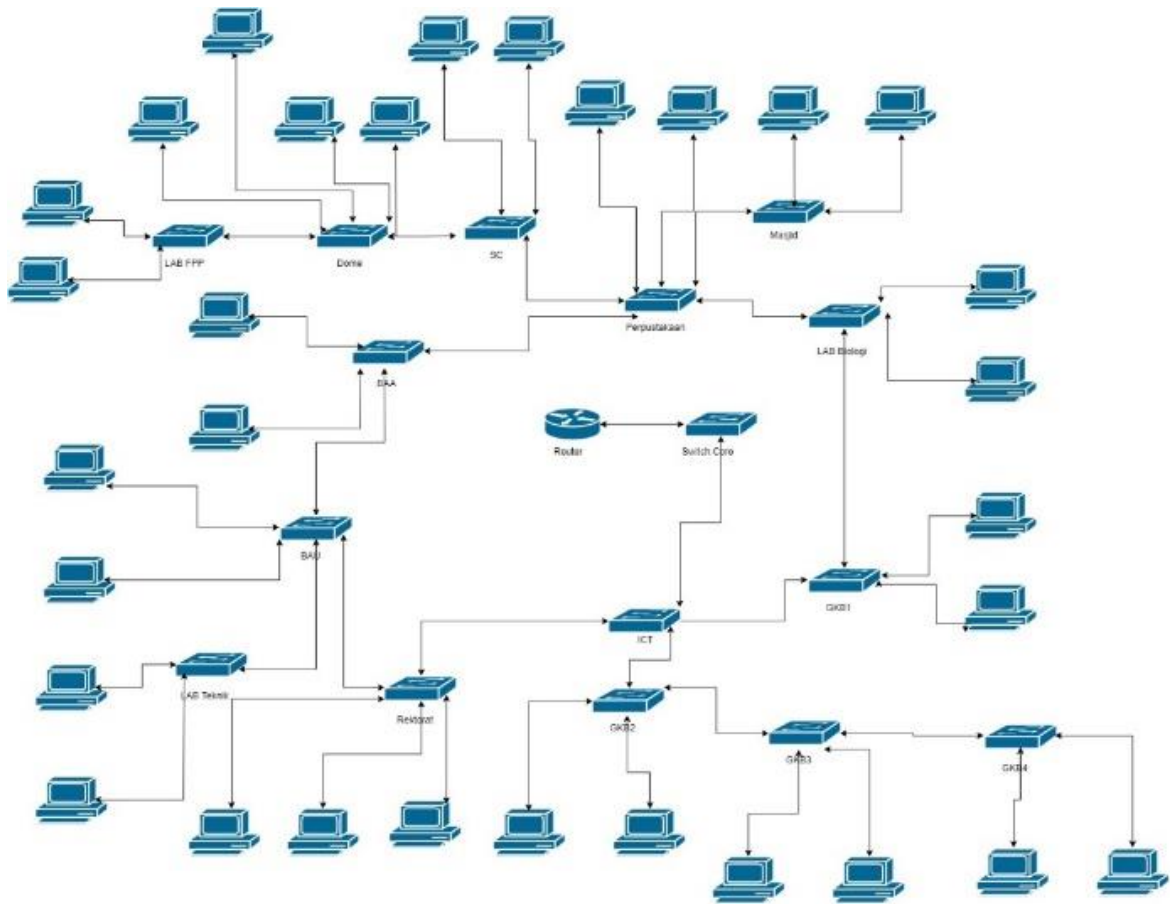 Masjid
LAB FPP
Dome
SC
Perpustakaan
LAB Biologi
BAA
Router
Switch Core
BAU
GKB1
ICT
LAB Teknik
Rektorat
GKB2
GKB3
GKB4